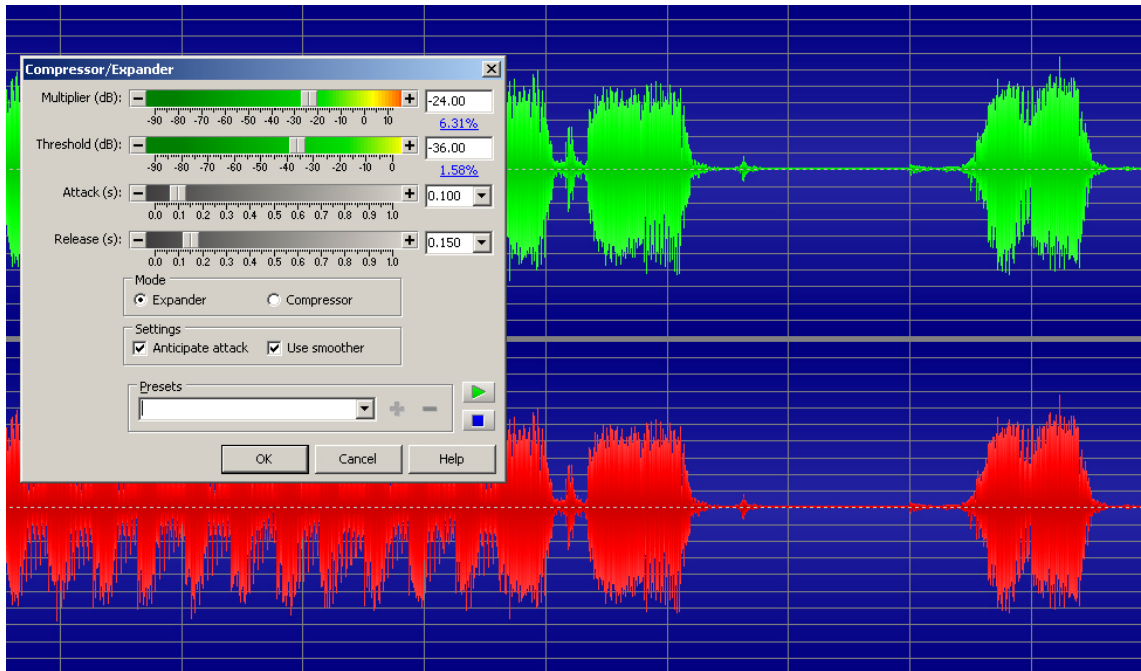 Compressor/Expander
Multiplier (dB): -24.00
-90 -80 -70 -60 -50 -40 -30 -20 -10 0 10 6.31%
Threshold (dB): -36.00
-90 -80 -70 -60 -50 -40 -30 -20 -10 0 1.58%
Attack (s): 0.100
0.0 0.1 0.2 0.3 0.4 0.5 0.6 0.7 0.8 0.9 1.0
Release (s): 0.150
0.0 0.1 0.2 0.3 0.4 0.5 0.6 0.7 0.8 0.9 1.0
Mode
Expander Compressor
Settings
Anticipate attack Use smoother
Presets
OK Cancel Help